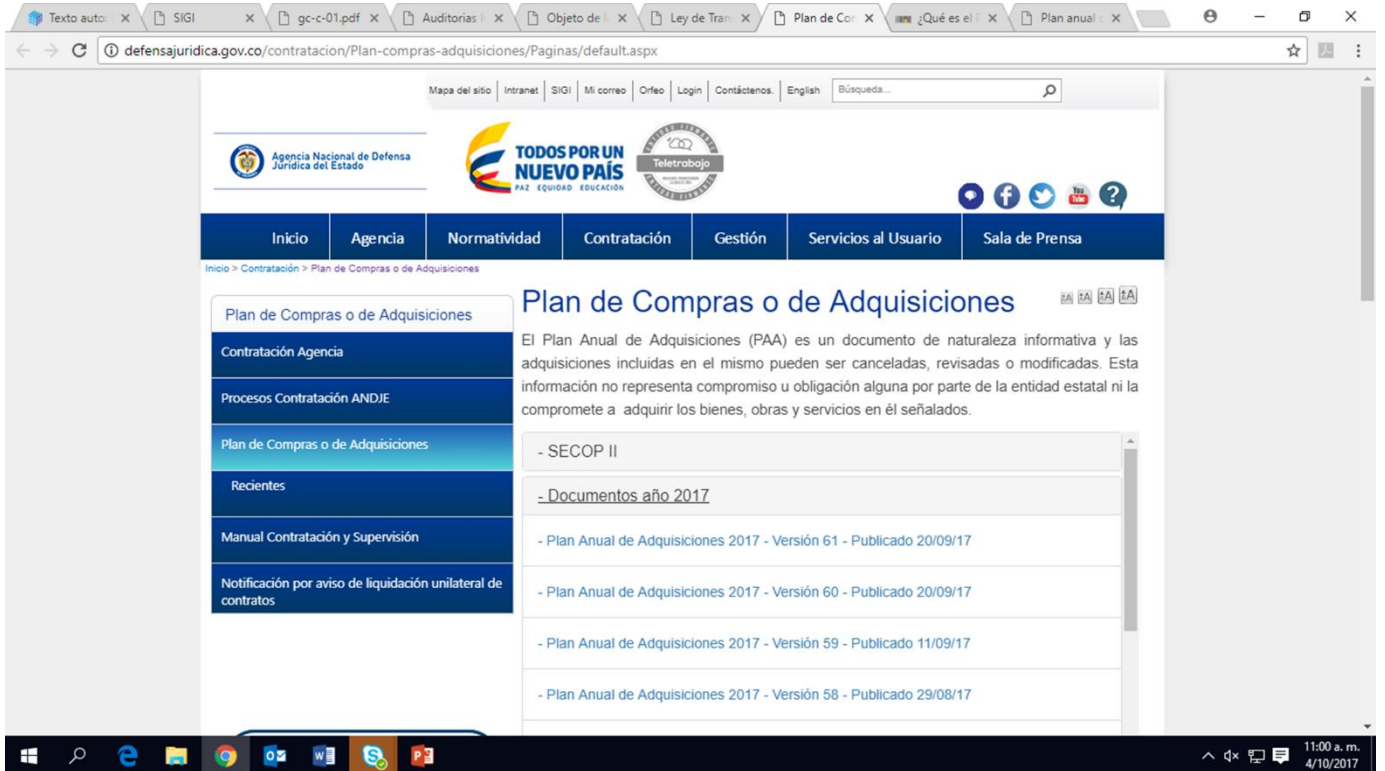 Texto auto:
SIGI
gc-c-01.pdf
Auditorias I
Objeto de l
Ley de Tran
Plan de Con
¿Qué es el F
Plan anual d
defensajuridica.gov.co/contratacion/Plan-compras-adquisiciones/Paginas/default.aspx
Mapa del sitio Intranet SIGI Mi correo Orfeo Login Contáctenos. English Búsqueda...
Agencia Nacional de Defensa
Jurídica del Estado
TODOS POR UN
NUEVO PAÍS
PAZ EQUIDAD EDUCACIÓN
Teletrabajo
You
Tube
Inicio Agencia Normatividad Contratación Gestión Servicios al Usuario Sala de Prensa
Inicio > Contratación > Plan de Compras o de Adquisiciones
Plan de Compras o de Adquisiciones
Contratación Agencia
Procesos Contratación ANDJE
Plan de Compras o de Adquisiciones
Recientes
Manual Contratación y Supervisión
Notificación por aviso de liquidación unilateral de
contratos
Plan de Compras o de Adquisiciones
El Plan Anual de Adquisiciones (PAA) es un documento de naturaleza informativa y las
adquisiciones incluidas en el mismo pueden ser canceladas, revisadas o modificadas. Esta
información no representa compromiso u obligación alguna por parte de la entidad estatal ni la
compromete a adquirir los bienes, obras y servicios en él señalados.
- SECOP II
- Documentos año 2017
- Plan Anual de Adquisiciones 2017 - Versión 61 - Publicado 20/09/17
- Plan Anual de Adquisiciones 2017 - Versión 60 - Publicado 20/09/17
- Plan Anual de Adquisiciones 2017 - Versión 59 - Publicado 11/09/17
- Plan Anual de Adquisiciones 2017 - Versión 58 - Publicado 29/08/17
11:00 a. m.
4/10/2017